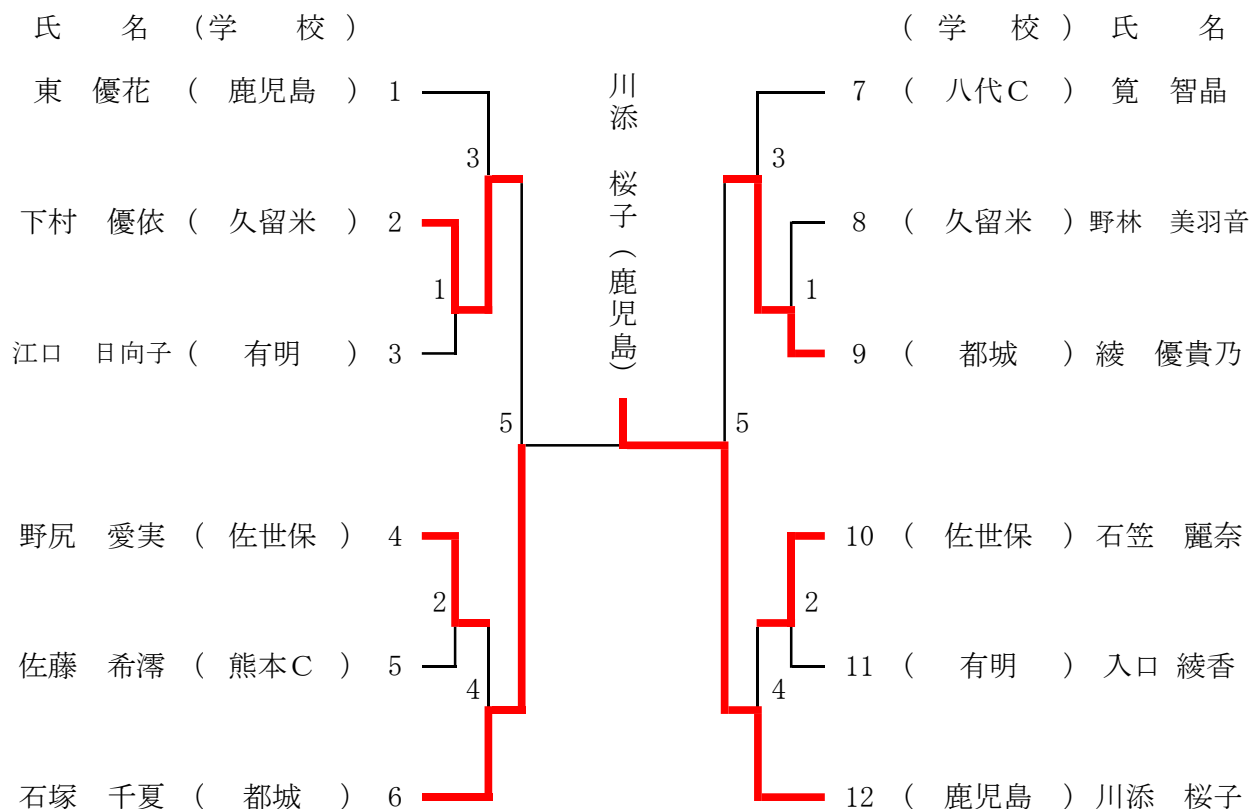 氏 名 (学 校) (学 校) 氏 名
東 優花 ( 鹿児島 ) 1
3
下村 優依 ( 久留米 ) 2
1
江口 日向子 ( 有明 ) 3
5
野尻 愛実 ( 佐世保 ) 4
2
佐藤 希澪 ( 熊本C ) 5
4
石塚 千夏 ( 都城 ) 6
川添 桜子(鹿児島)
7 ( 八代C ) 筧 智晶
3
8 ( 久留米 ) 野林 美羽音
1
9 ( 都城 ) 綾 優貴乃
5
10 ( 佐世保 ) 石笠 麗奈
2
11 ( 有明 ) 入口 綾香
4
12 ( 鹿児島 ) 川添 桜子